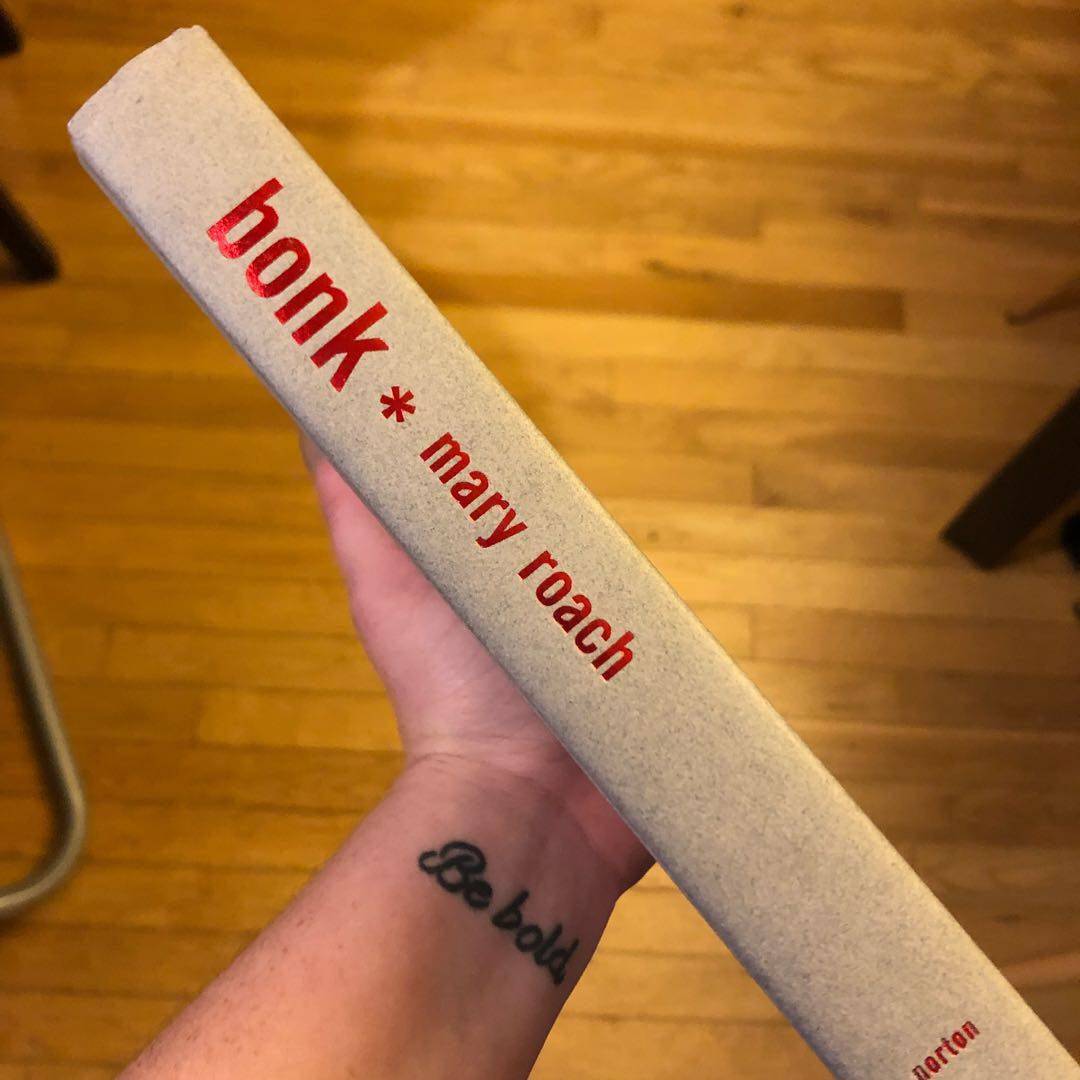 bonk * mary roach
norton
Be bold,